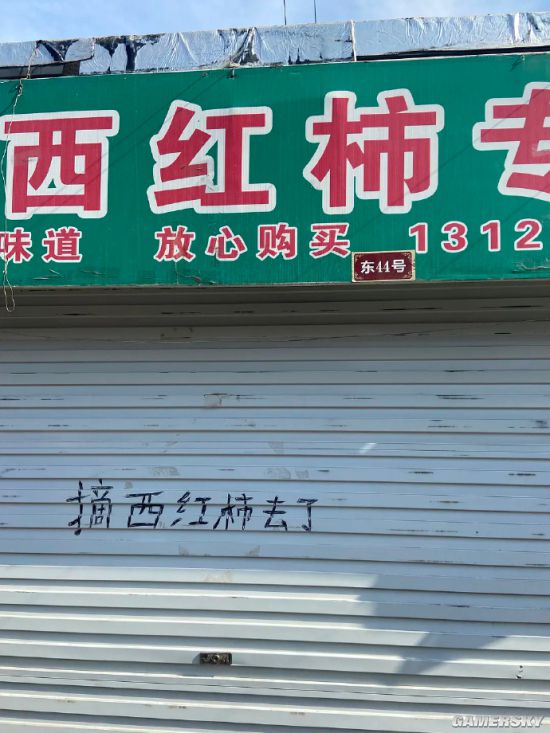 西红柿专
味道 放心购买 1312
东44号
摘西红柿去了
GAMERSKY